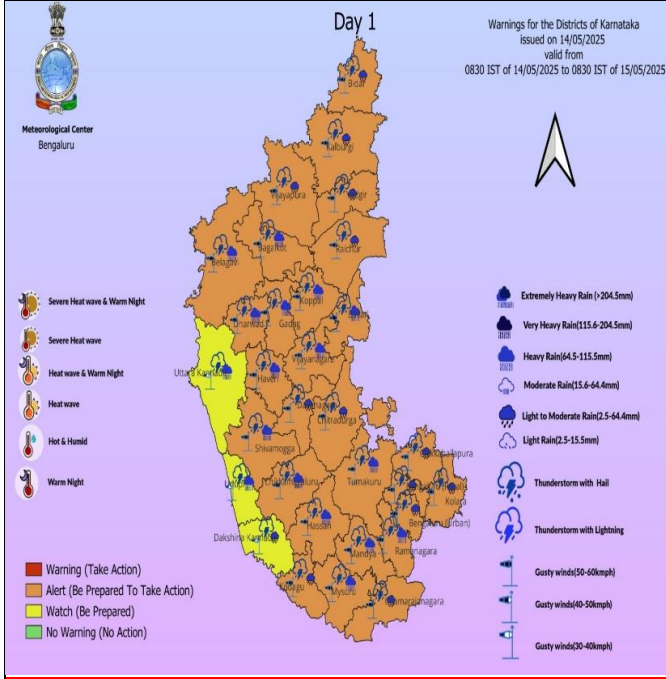 Day 1
Warnings for the Districts of Karnataka
issued on 14/05/2025
valid from
0830 IST of 14/05/2025 to 0830 IST of 15/05/2025
Meteorological Center
Bengaluru
Bidar
Kalburgi
Vijayapura
Bagalkot
Raichur
Belagavi
Koppal
Dharwad
Gadag
Vijayanagara
Uttara Kannada
Haveri
Chitradurga
Shivamogga
Tumakuru
Kolara
Hassan
Bengaluru (Urban)
Dakshina Kannada
Mandya
Ramanagara
Kodagu
Mysuru
Severe Heat wave & Warm Night
Severe Heat wave
Heat wave & Warm Night
Heat wave
Hot & Humid
Warm Night
Extremely Heavy Rain (>204.5mm)
Very Heavy Rain(115.6-204.5mm)
Heavy Rain(64.5-115.5mm)
Moderate Rain(15.6-64.4mm)
Light to Moderate Rain(2.5-64.4mm)
Light Rain(2.5-15.5mm)
Thunderstorm with Hail
Thunderstorm with Lightning
Gusty winds(50-60kmph)
Gusty winds(40-50kmph)
Gusty winds(30-40kmph)
Warning (Take Action)
Alert (Be Prepared To Take Action)
Watch (Be Prepared)
No Warning (No Action)